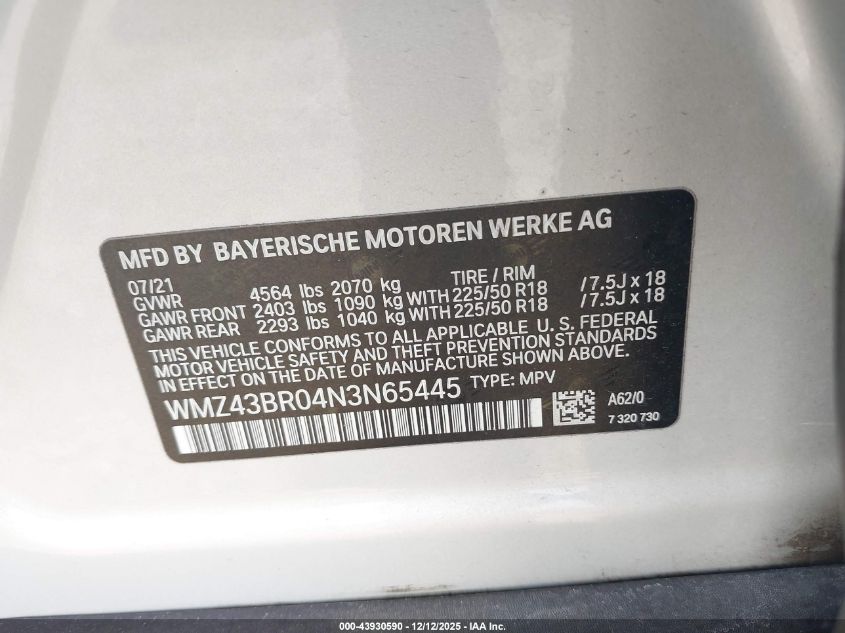 MFD BY BAYERISCHE MOTOREN WERKE AG
07/21 TIRE / RIM
GVWR 4564 lbs 2070 kg
GAWR FRONT 2403 lbs 1090 kg WITH 225/50 R18 / 7.5J x 18
GAWR REAR 2293 lbs 1040 kg WITH 225/50 R18 / 7.5J x 18
THIS VEHICLE CONFORMS TO ALL APPLICABLE U. S. FEDERAL
MOTOR VEHICLE SAFETY AND THEFT PREVENTION STANDARDS
IN EFFECT ON THE DATE OF MANUFACTURE SHOWN ABOVE.
WMZ43BR04N3N65445 TYPE: MPV
A62/0
7 320 730
000-43930590 - 12/12/2025 - IAA Inc.